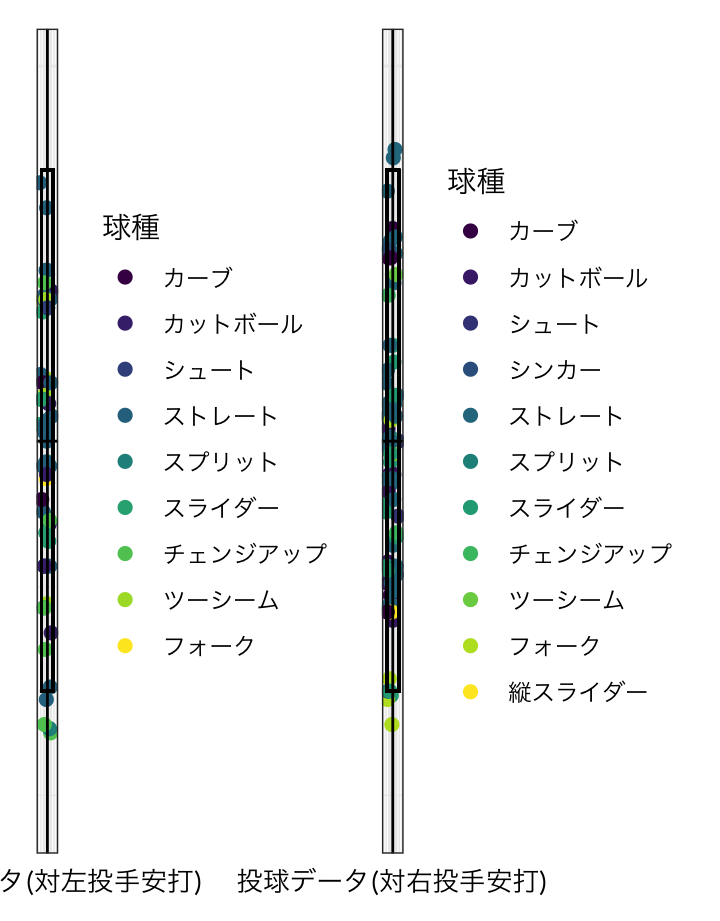 球種
カーブ
カットボール
シュート
ストレート
スプリット
スライダー
チェンジアップ
ツーシーム
フォーク
タ(対左投手安打)
球種
カーブ
カットボール
シュート
シンカー
ストレート
スプリット
スライダー
チェンジアップ
ツーシーム
フォーク
縦スライダー
投球データ(対右投手安打)